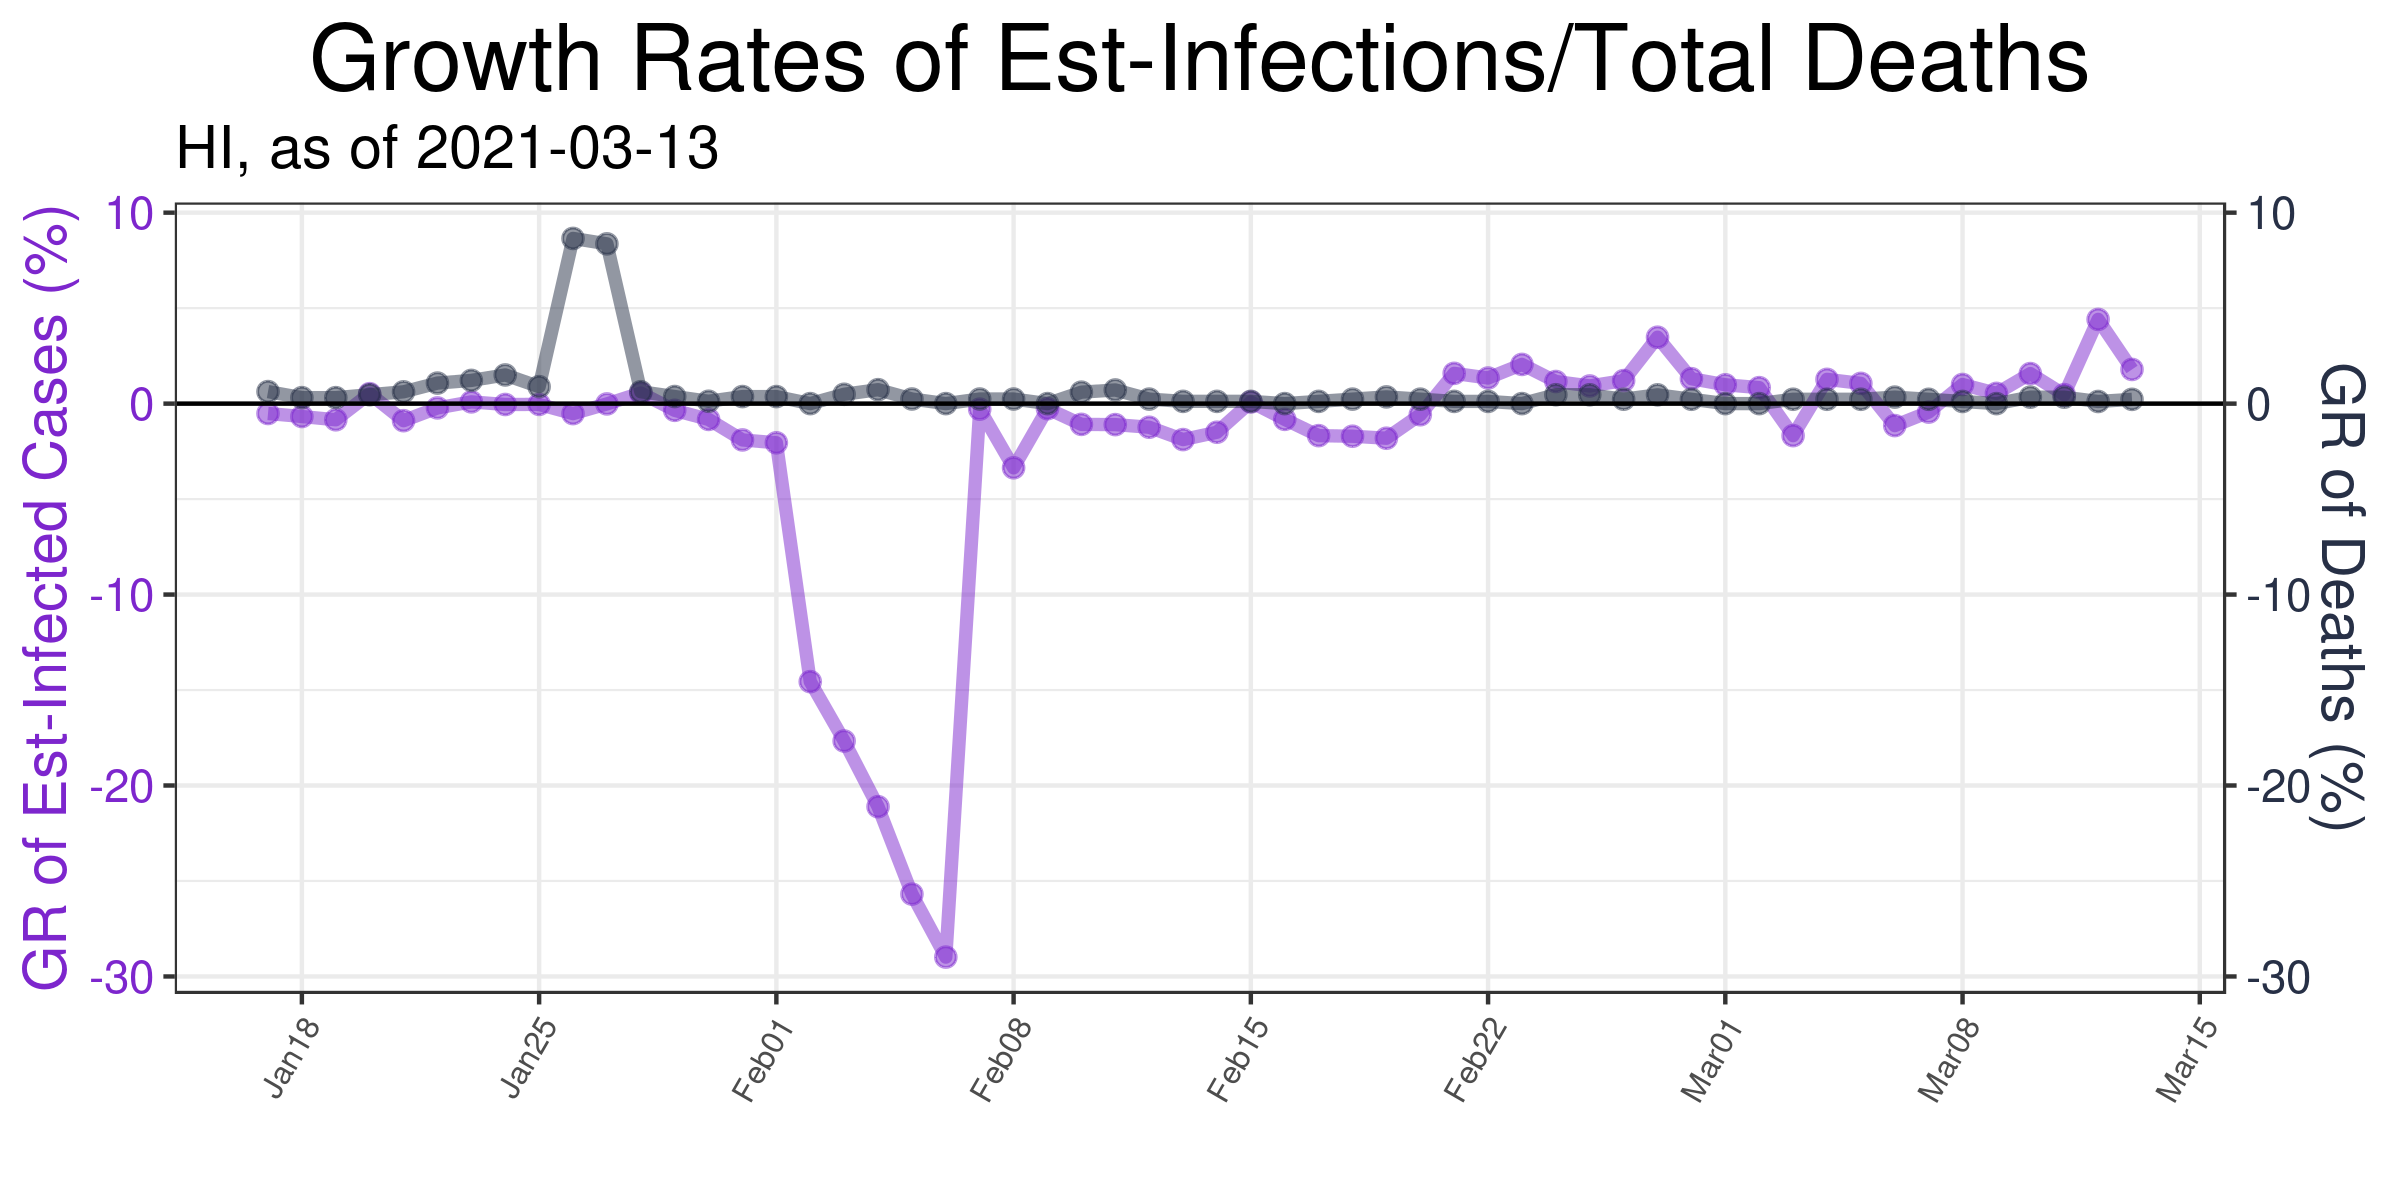 Growth Rates of Est-Infections/Total Deaths
HI, as of 2021-03-13
GR of Est-Infected Cases (%)
10
0
-10
-20
-30
10
0
-10
-20
-30
GR of Deaths (%)
Jan18
Jan25
Feb01
Feb08
Feb15
Feb22
Mar01
Mar08
Mar15